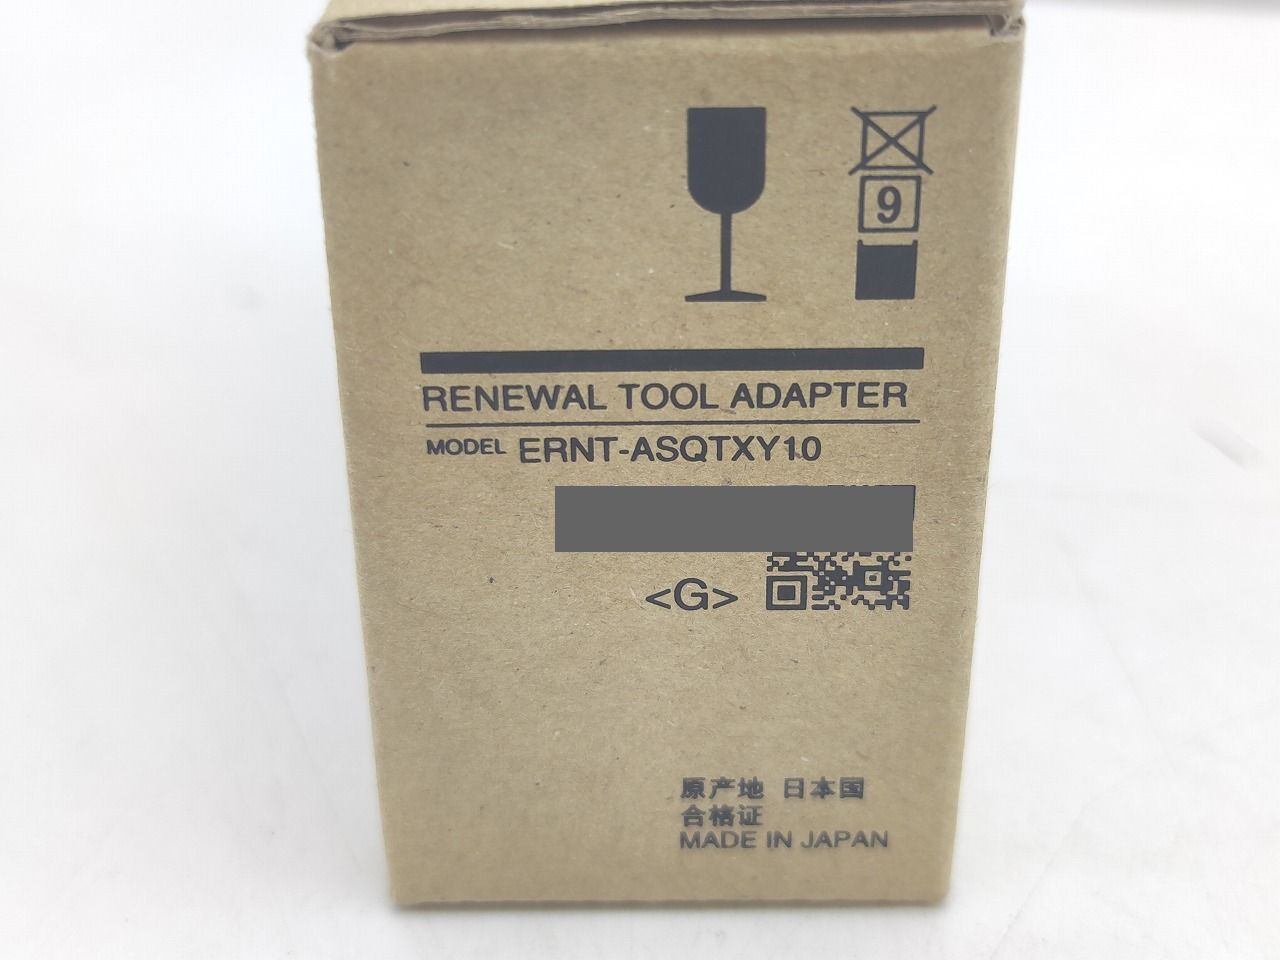 9
RENEWAL TOOL ADAPTER
MODEL ERNT-ASQTXY10
<G>
原产地 日本国
合格证
MADE IN JAPAN